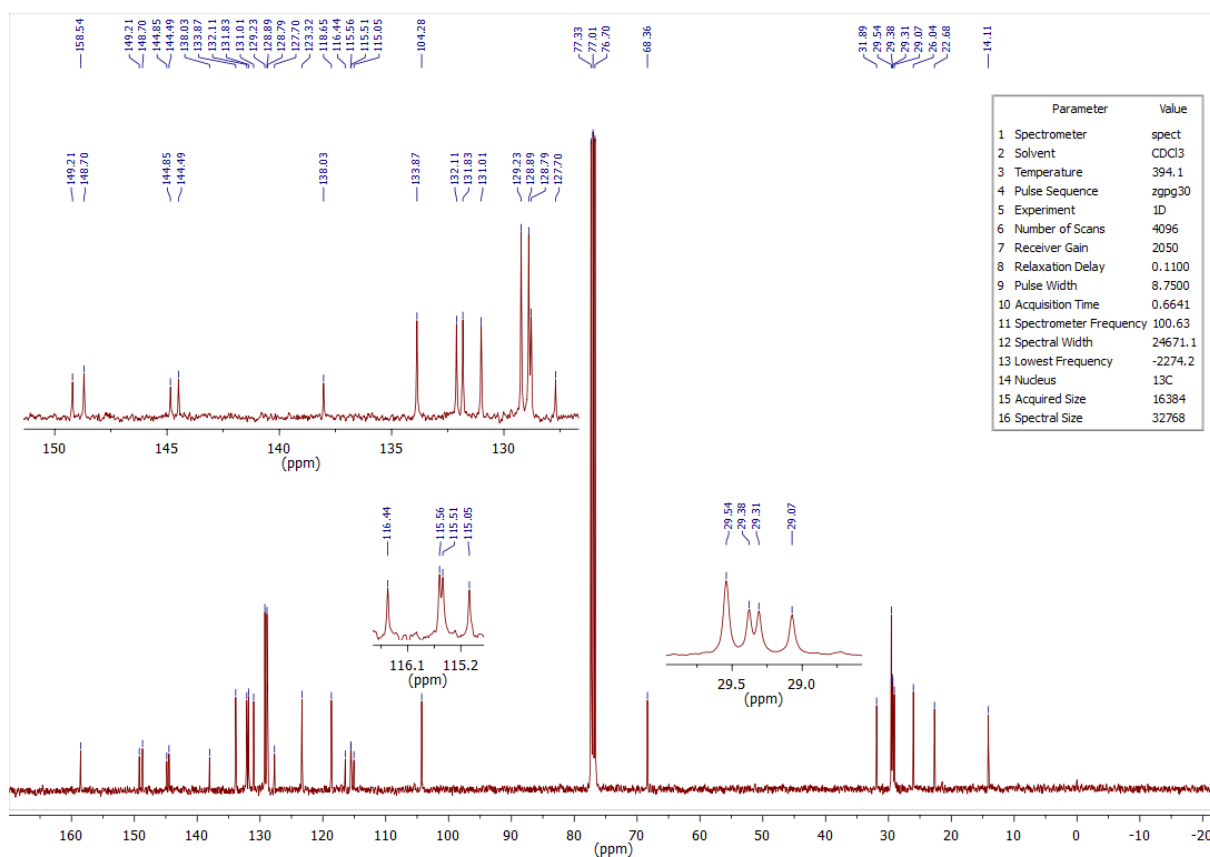 158.54 149.21 148.70 144.85 144.49 138.03 133.87 132.11 131.83 131.01 129.23 128.89 128.79 127.70 123.32 118.65 116.44 115.56 115.51 115.05 104.28 77.33 77.01 76.70 68.36 31.89 29.54 29.38 29.31 29.07 26.04 22.68 14.11
149.21 148.70 144.85 144.49 138.03 133.87 132.11 131.83 131.01 129.23 128.89 128.79 127.70
150 145 140 135 130
(ppm)
Parameter Value
1 Spectrometer spect
2 Solvent CDCl3
3 Temperature 394.1
4 Pulse Sequence zgpg30
5 Experiment 1D
6 Number of Scans 4096
7 Receiver Gain 2050
8 Relaxation Delay 0.1100
9 Pulse Width 8.7500
10 Acquisition Time 0.6641
11 Spectrometer Frequency 100.63
12 Spectral Width 24671.1
13 Lowest Frequency -2274.2
14 Nucleus 13C
15 Acquired Size 16384
16 Spectral Size 32768
116.44 115.56 115.51 115.05
116.1 115.2
(ppm)
29.54 29.38 29.31 29.07
29.5 29.0
(ppm)
160 150 140 130 120 110 100 90 80 70 60 50 40 30 20 10 0 -10 -20
(ppm)